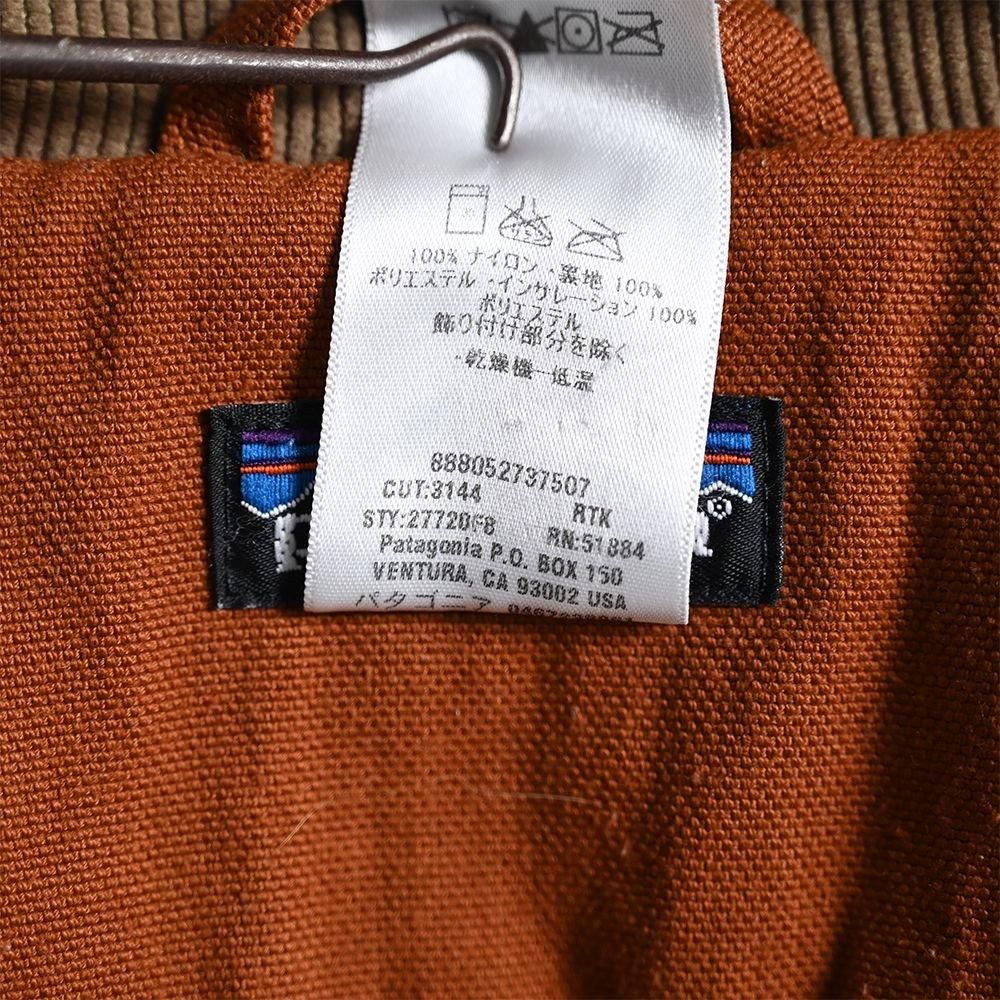 100% ナイロン・裏地 100%
ポリエステル・インサレーション 100%
ポリエステル
飾り付け部分を除く
・乾燥機―低温
888052737507
CUT:3144 RTK
STY:27720F8 RN:51884
Patagonia P.O. BOX 150
VENTURA, CA 93002 USA
パタゴニア